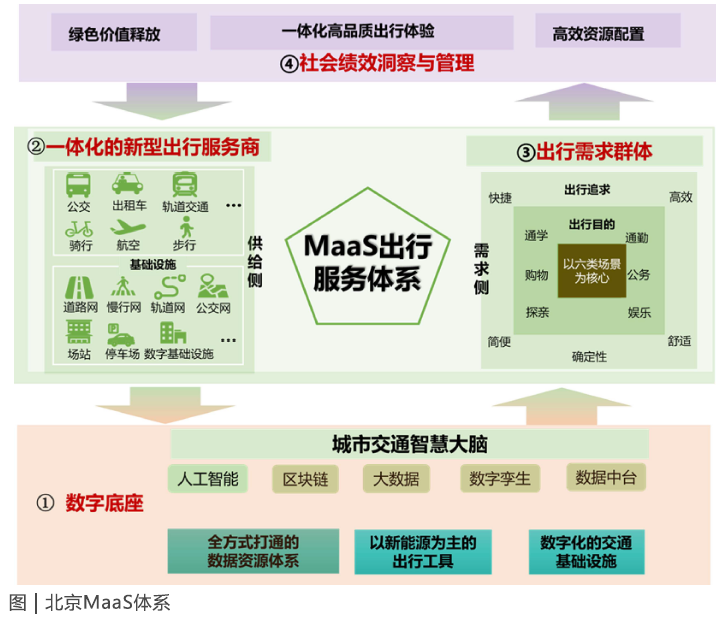 绿色价值释放
一体化高品质出行体验
高效资源配置
④社会绩效洞察与管理
②一体化的新型出行服务商
公交
出租车
轨道交通
...
骑行
航空
步行
基础设施
道路网
慢行网
轨道网
公交网
场站
P
停车场
数字基础设施
...
供给侧
MaaS出行
服务体系
③出行需求群体
需求侧
快捷
出行追求
高效
出行目的
通学
通勤
以六类场景
为核心
购物
公务
探亲
娱乐
简便
确定性
舒适
城市交通智慧大脑
人工智能
区块链
大数据
数字孪生
数据中台
① 数字底座
全方式打通的
数据资源体系
以新能源为主的
出行工具
数字化的交通
基础设施
图 | 北京MaaS体系